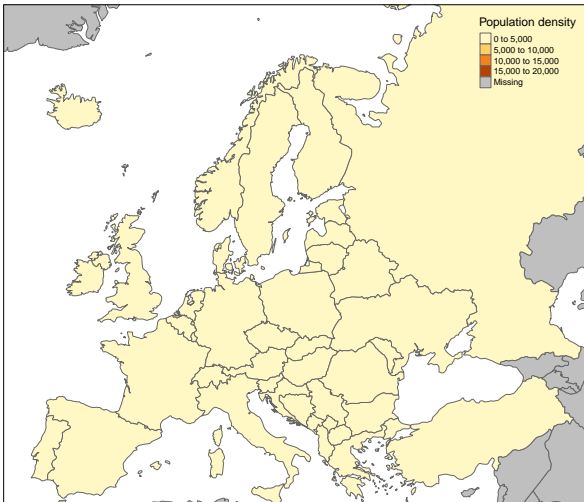 Population density
0 to 5,000
5,000 to 10,000
10,000 to 15,000
15,000 to 20,000
Missing